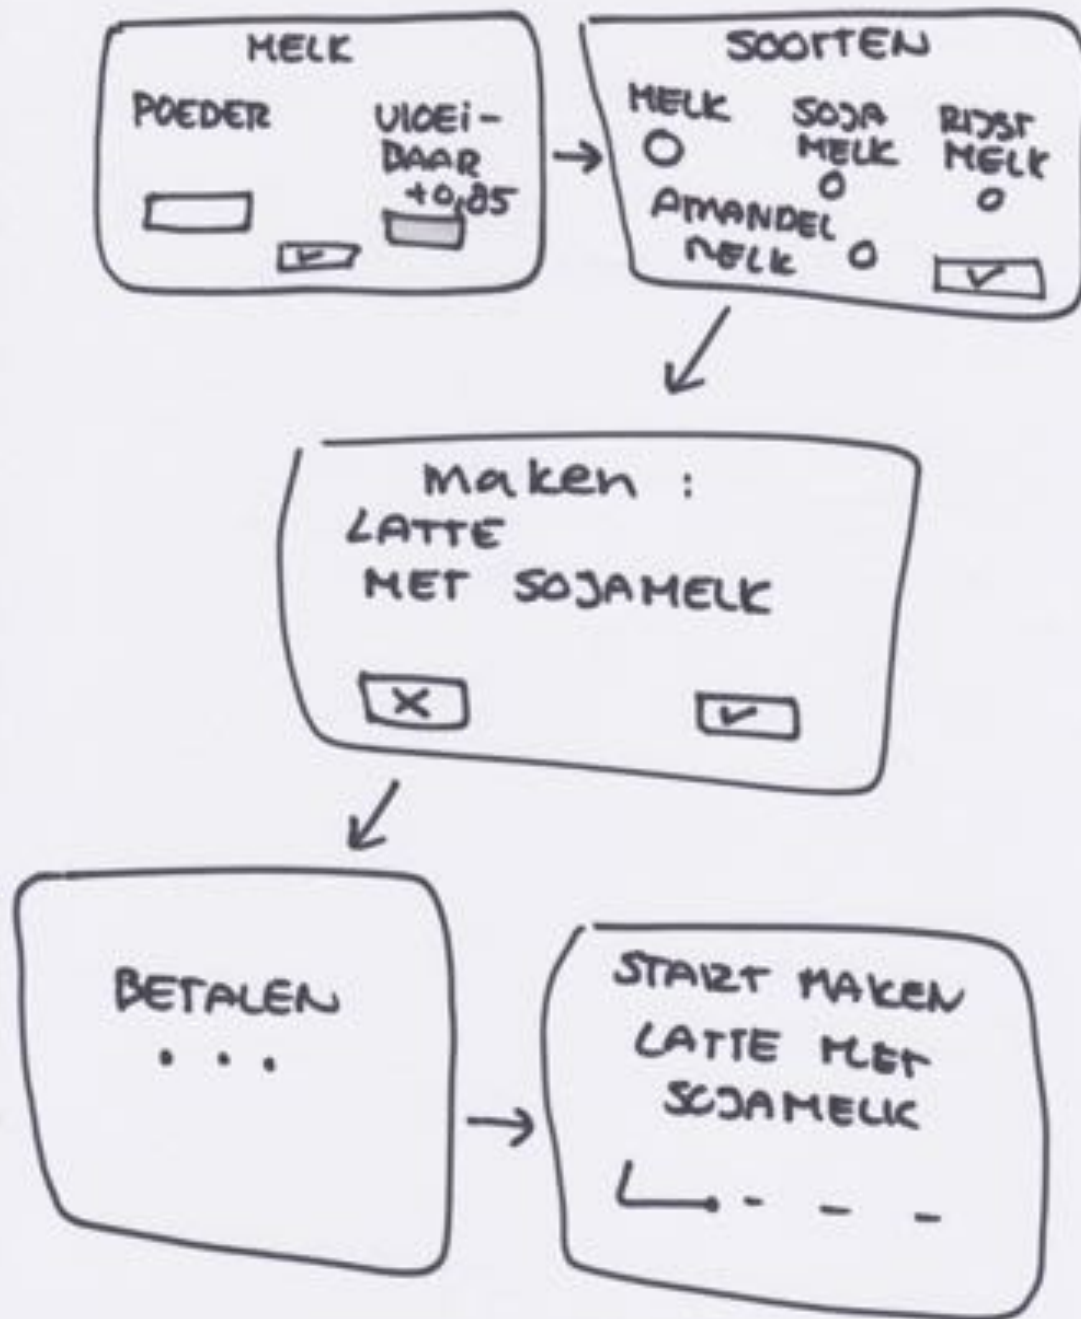 MELK
POEDER
VLOEi-
BAAR
+0,85
SOORTEN
MELK
SOJA
MELK
RIJST
MELK
AMANDEL
MELK
Maken :
LATTE
MET SOJAMELK
BETALEN
. . .
START MAKEN
LATTE MET
SOJAMELK